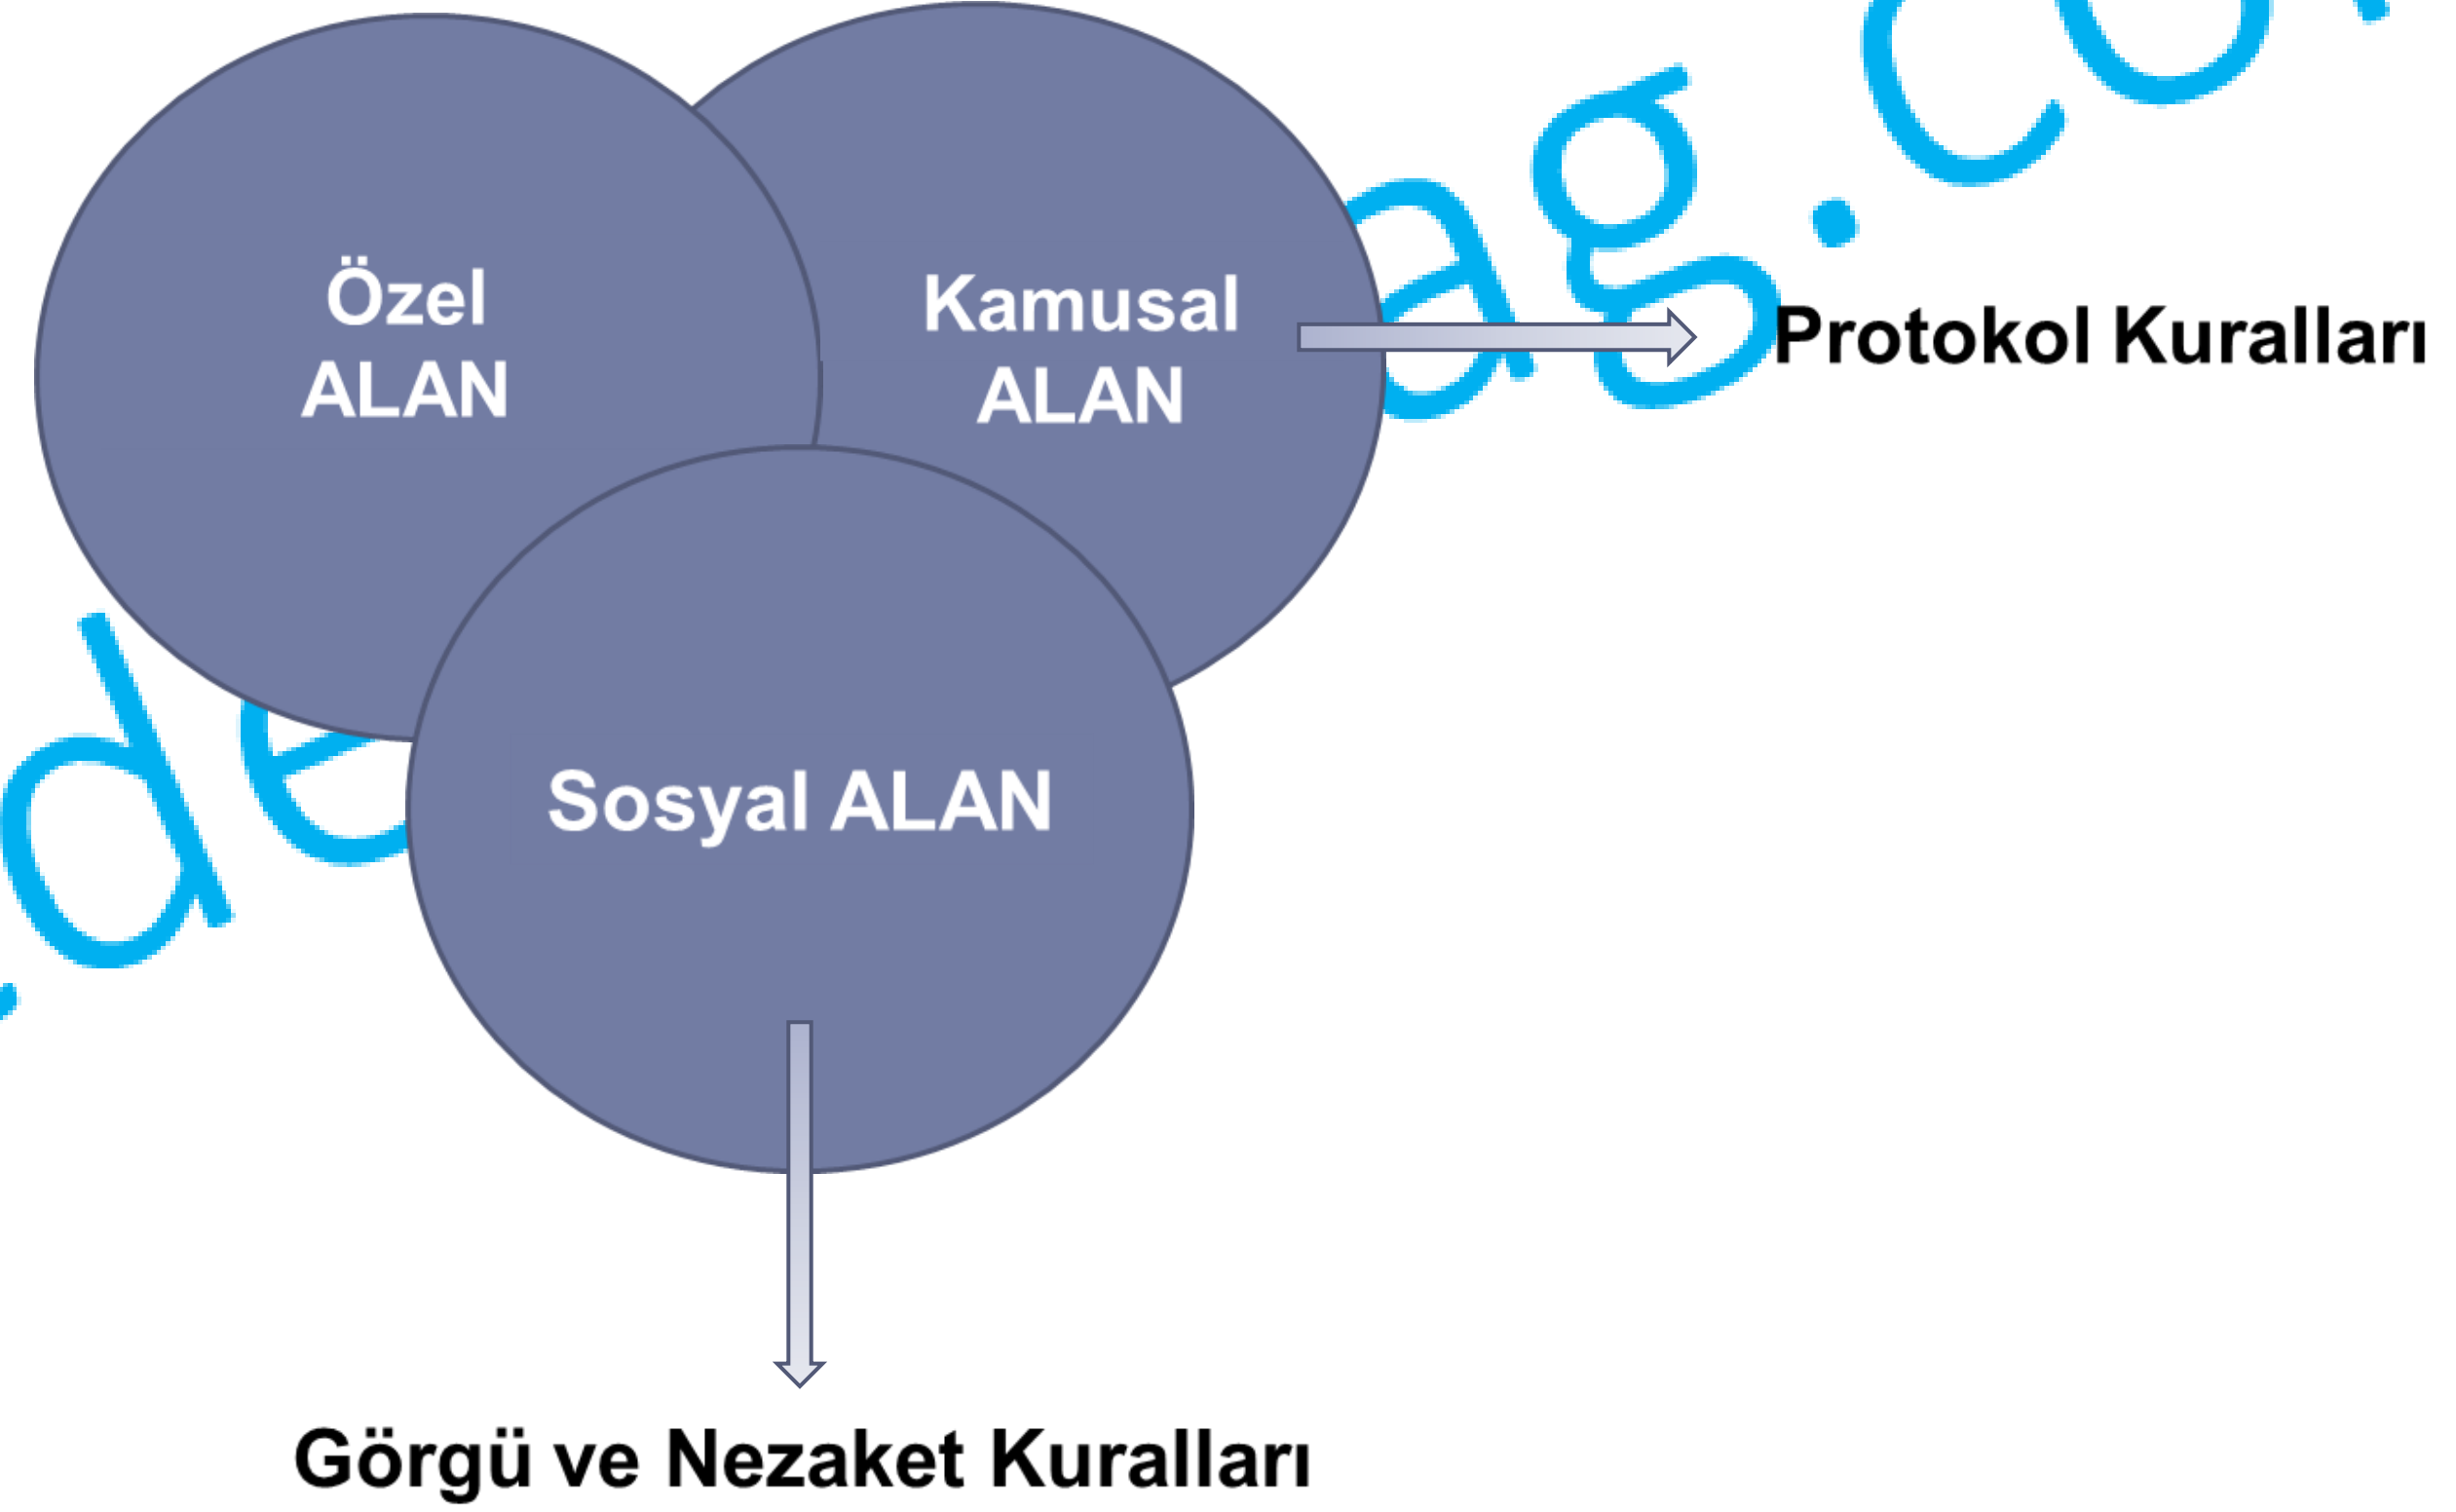 Özel
ALAN
Kamusal
ALAN
Protokol Kuralları
Sosyal ALAN
Görgü ve Nezaket Kuralları